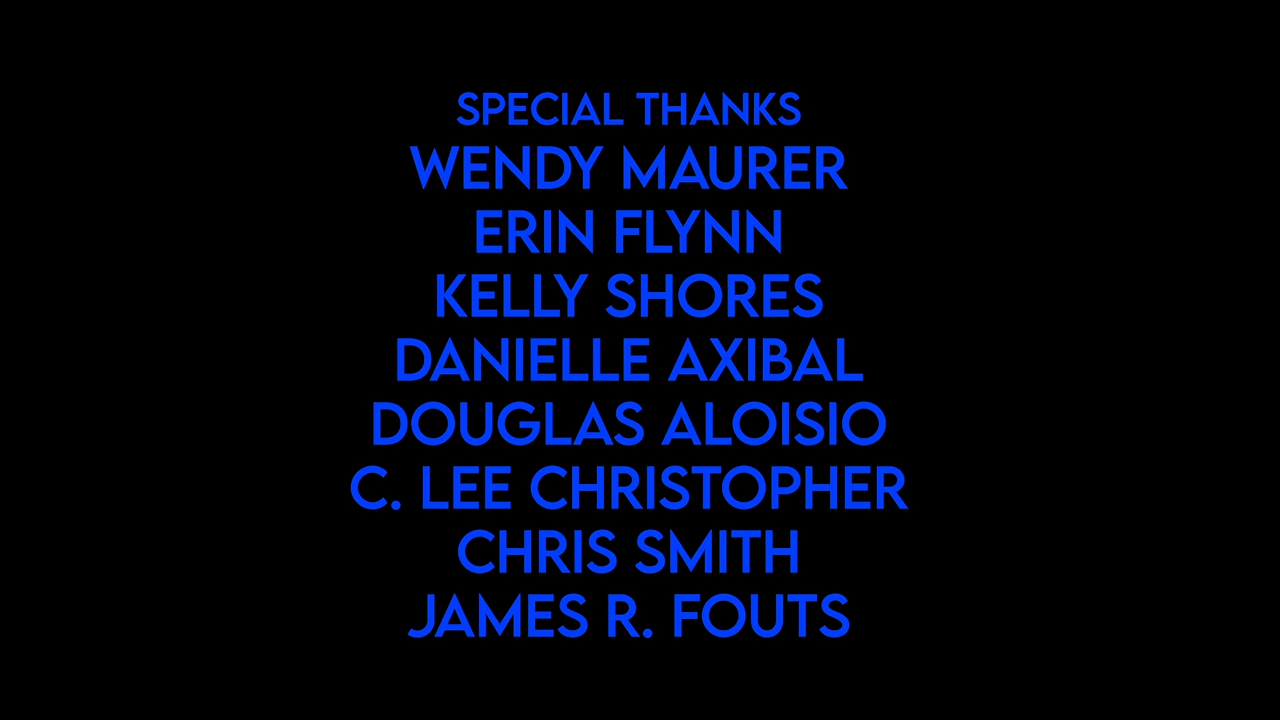 SPECIAL THANKS
WENDY MAURER
ERIN FLYNN
KELLY SHORES
DANIELLE AXIBAL
DOUGLAS ALOISIO
C. LEE CHRISTOPHER
CHRIS SMITH
JAMES R. FOUTS